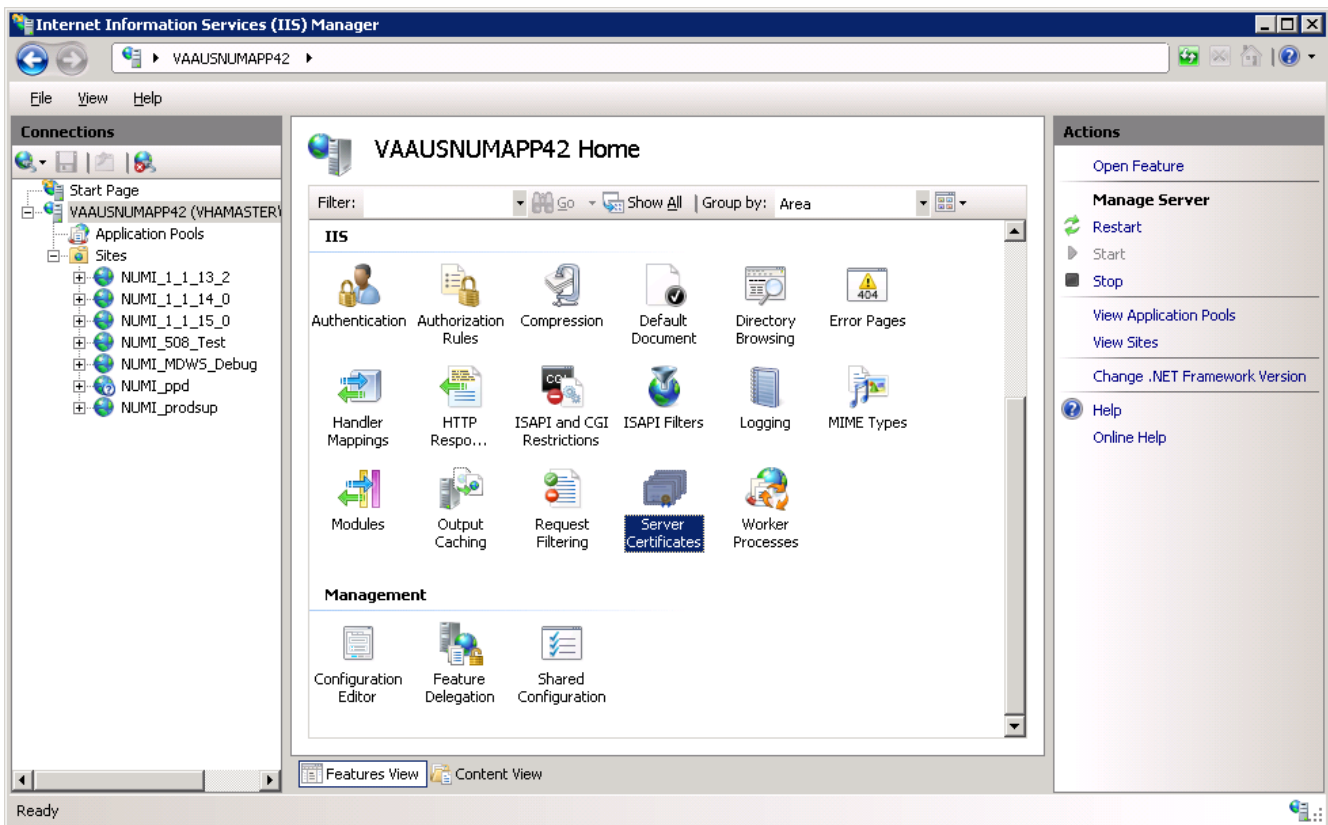 Internet Information Services (IIS) Manager
VAAUSNUMAPP42
File View Help
Connections
Start Page
VAAUSNUMAPP42 (VHAMASTER\
Application Pools
Sites
NUMI_1_1_13_2
NUMI_1_1_14_0
NUMI_1_1_15_0
NUMI_508_Test
NUMI_MDWS_Debug
NUMI_ppd
NUMI_prodsup
VAAUSNUMAPP42 Home
Filter: Go Show All Group by: Area
IIS
Authentication Authorization Compression Default Directory Error Pages
Rules Document Browsing
404
Handler HTTP ISAPI and CGI ISAPI Filters Logging MIME Types
Mappings Respo... Restrictions
Modules Output Request Server Worker
Caching Filtering Certificates Processes
Management
Configuration Feature Shared
Editor Delegation Configuration
Features View Content View
Actions
Open Feature
Manage Server
Restart
Start
Stop
View Application Pools
View Sites
Change .NET Framework Version
Help
Online Help
Ready